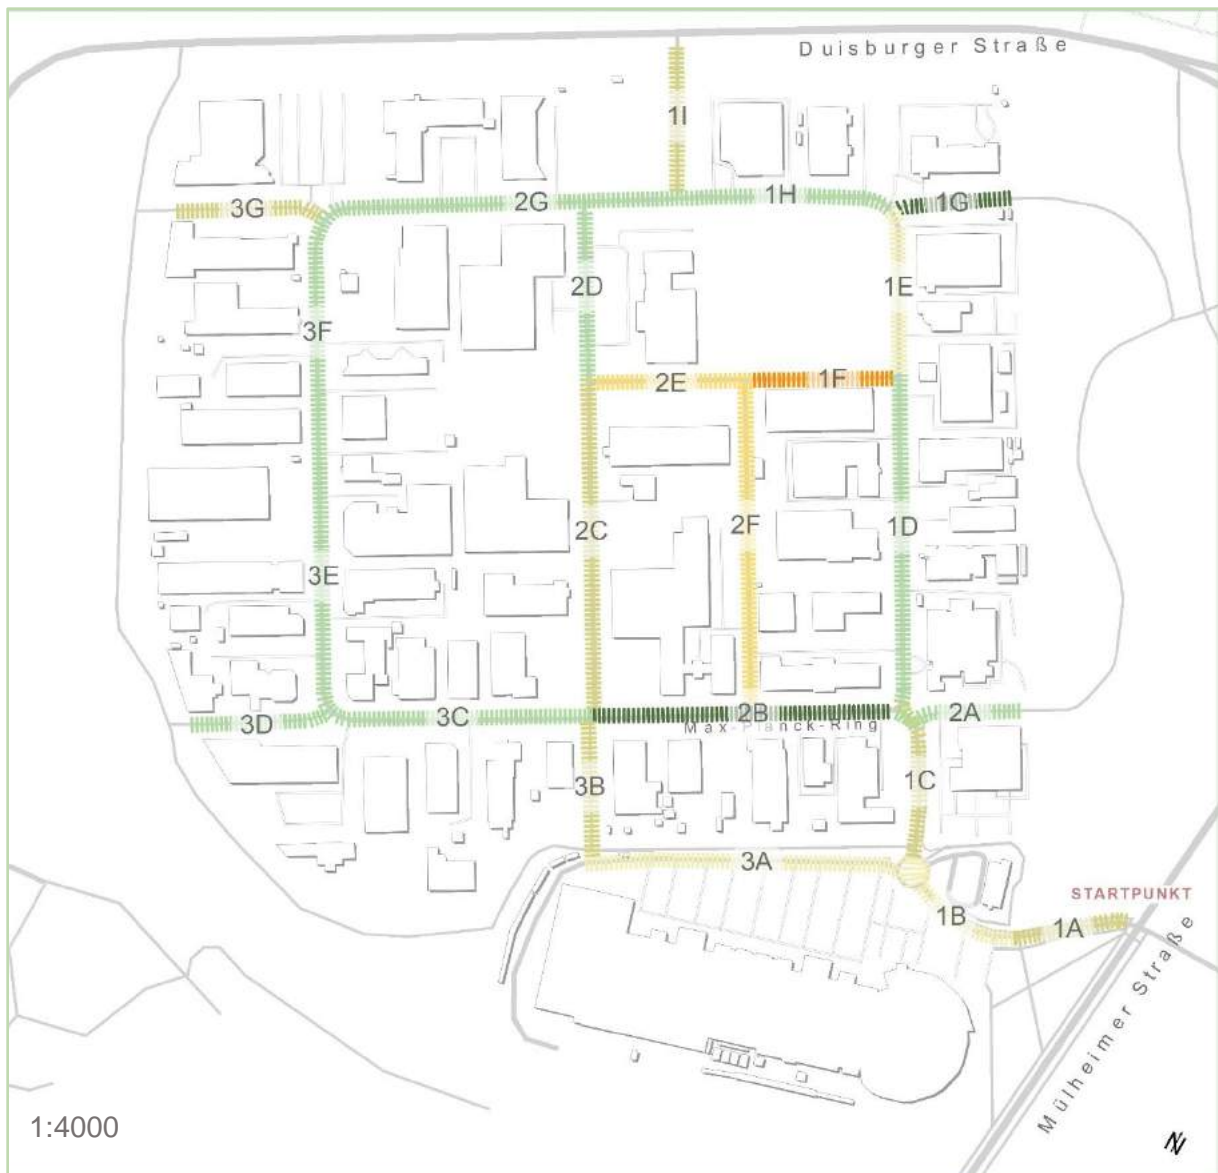 Duisburger Straße
1I
1H
2G
1G
3G
2D
1E
3F
2E
1F
2C
2F
1D
3E
2B
2A
3C
3D
Max-Planck-Ring
3B
1C
3A
STARTPUNKT
1B
1A
Mülheimer Straße
1:4000
N